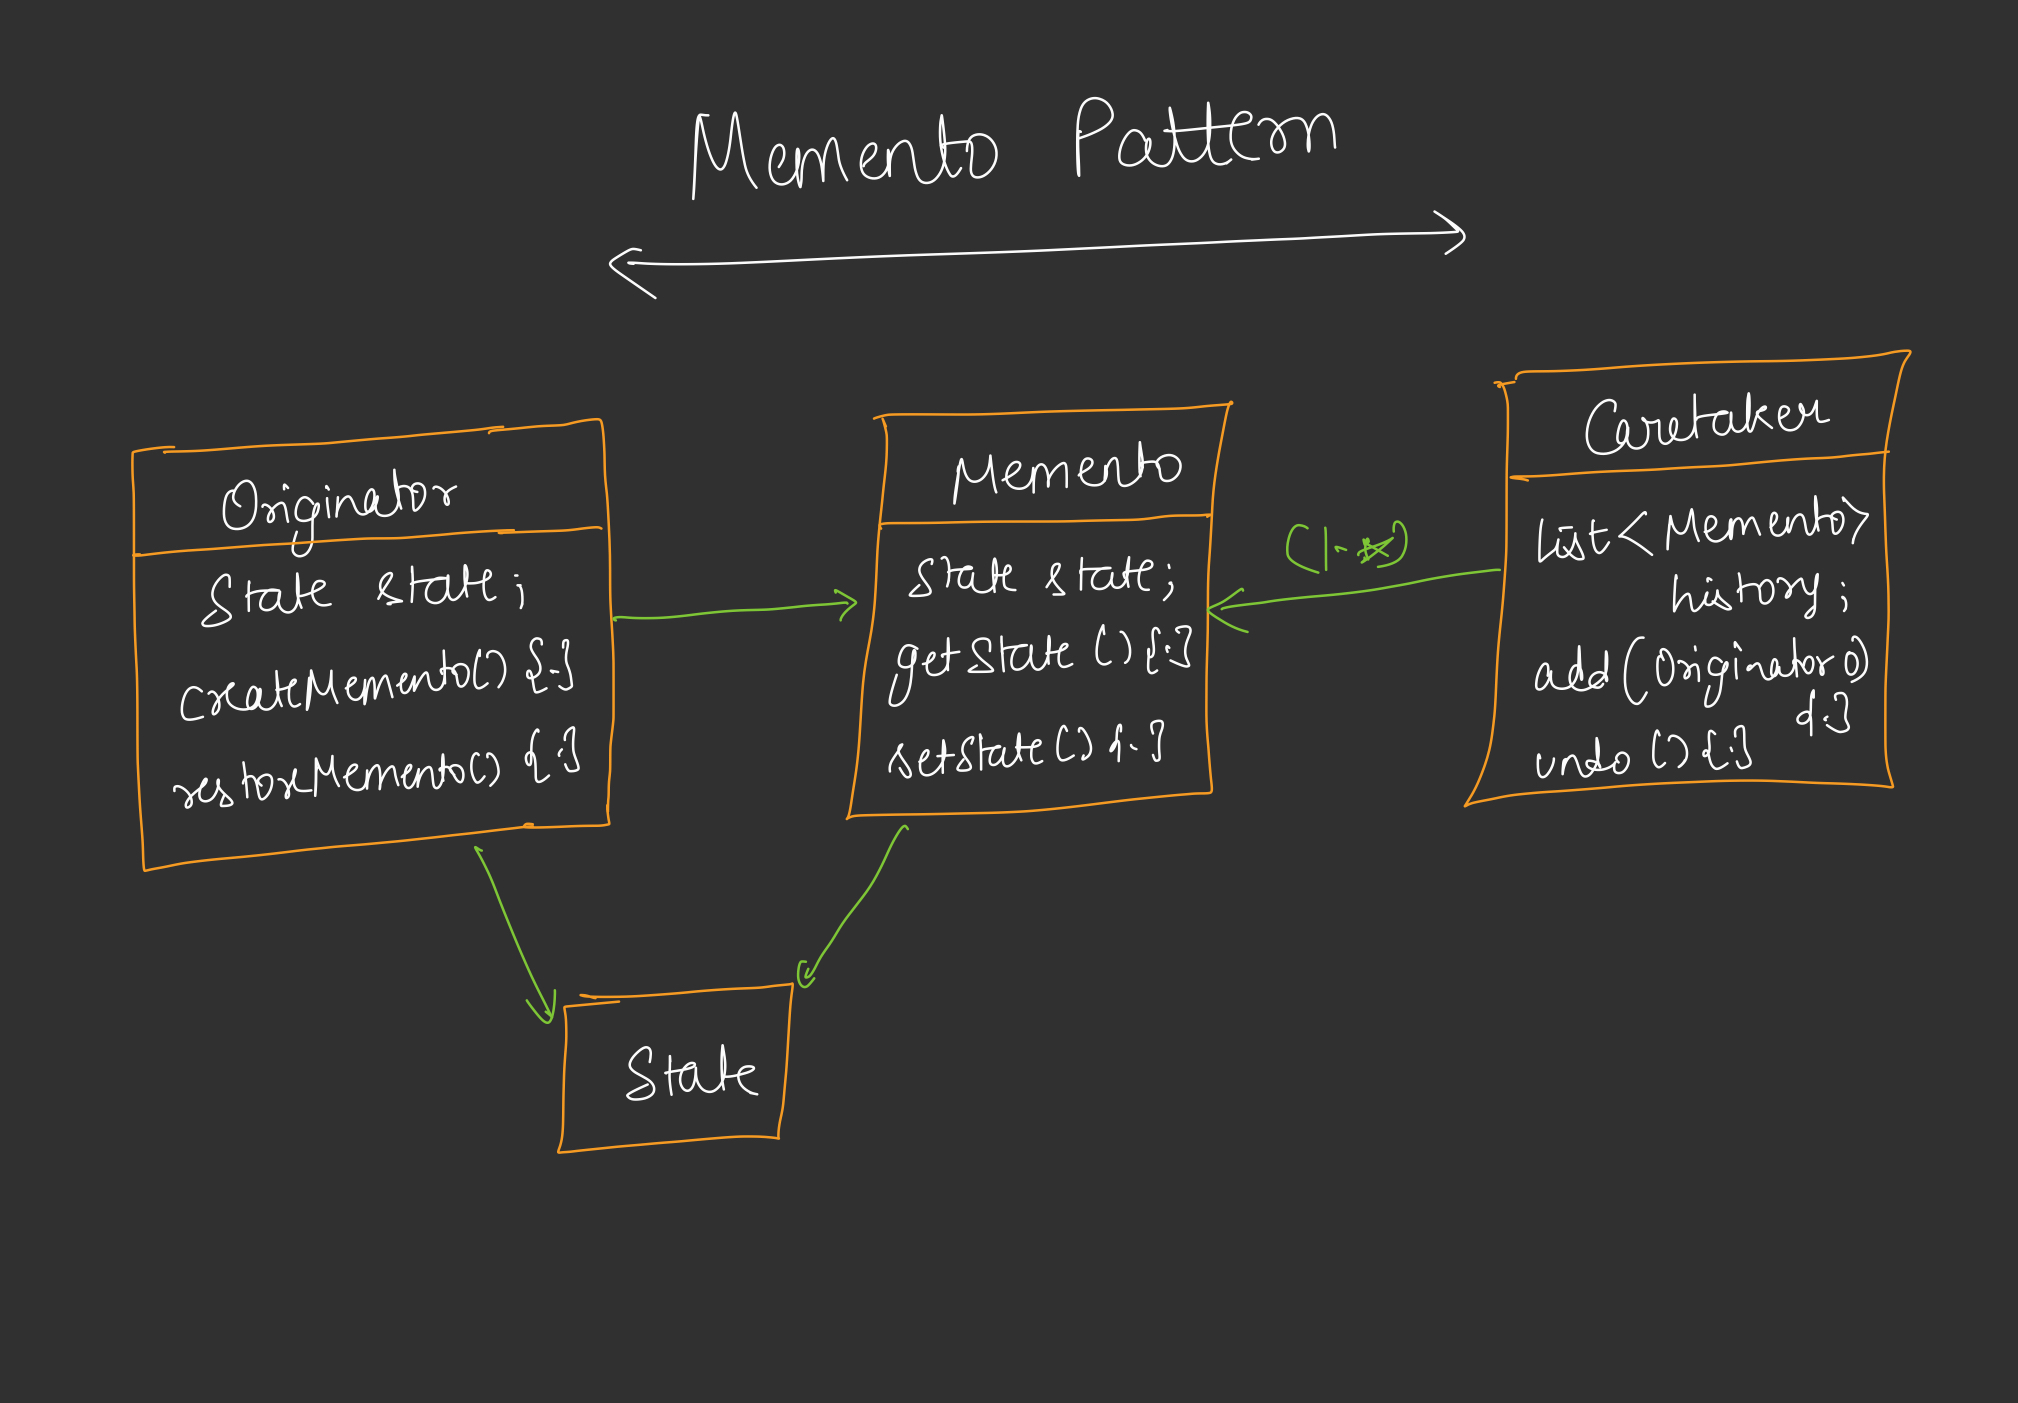 Memento Pattern
Originator
State state;
createMemento() {..}
restoreMemento() {..}
Memento
State state;
getState () {..}
setState () {..}
(1-*)
Caretaker
List<Memento>
history;
add(Originator o)
{..}
undo () {..}
State